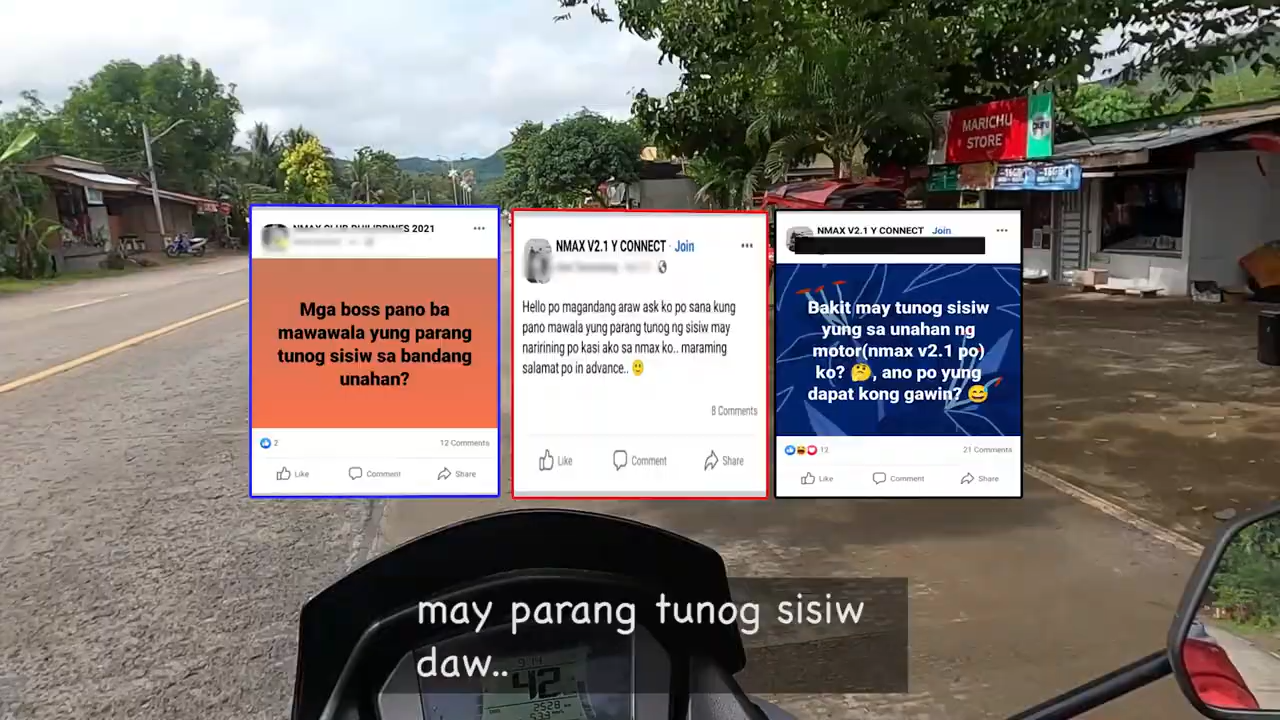 MARICHU
STORE
NMAX CLUB PHILIPPINES 2021
Mga boss pano ba
mawawala yung parang
tunog sisiw sa bandang
unahan?
2
12 Comments
Like
Comment
Share
NMAX V2.1 Y CONNECT · Join
Hello po magandang araw ask ko po sana kung
pano mawala yung parang tunog ng sisiw may
naririning po kasi ako sa nmax ko.. maraming
salamat po in advance.. 🙂
8 Comments
Like
Comment
Share
NMAX V2.1 Y CONNECT Join
Bakit may tunog sisiw
yung sa unahan ng
motor(nmax v2.1 po)
ko? 🤔, ano po yung
dapat kong gawin? 😅
12
21 Comments
Like
Comment
Share
may parang tunog sisiw
daw..
9:14
42
2528